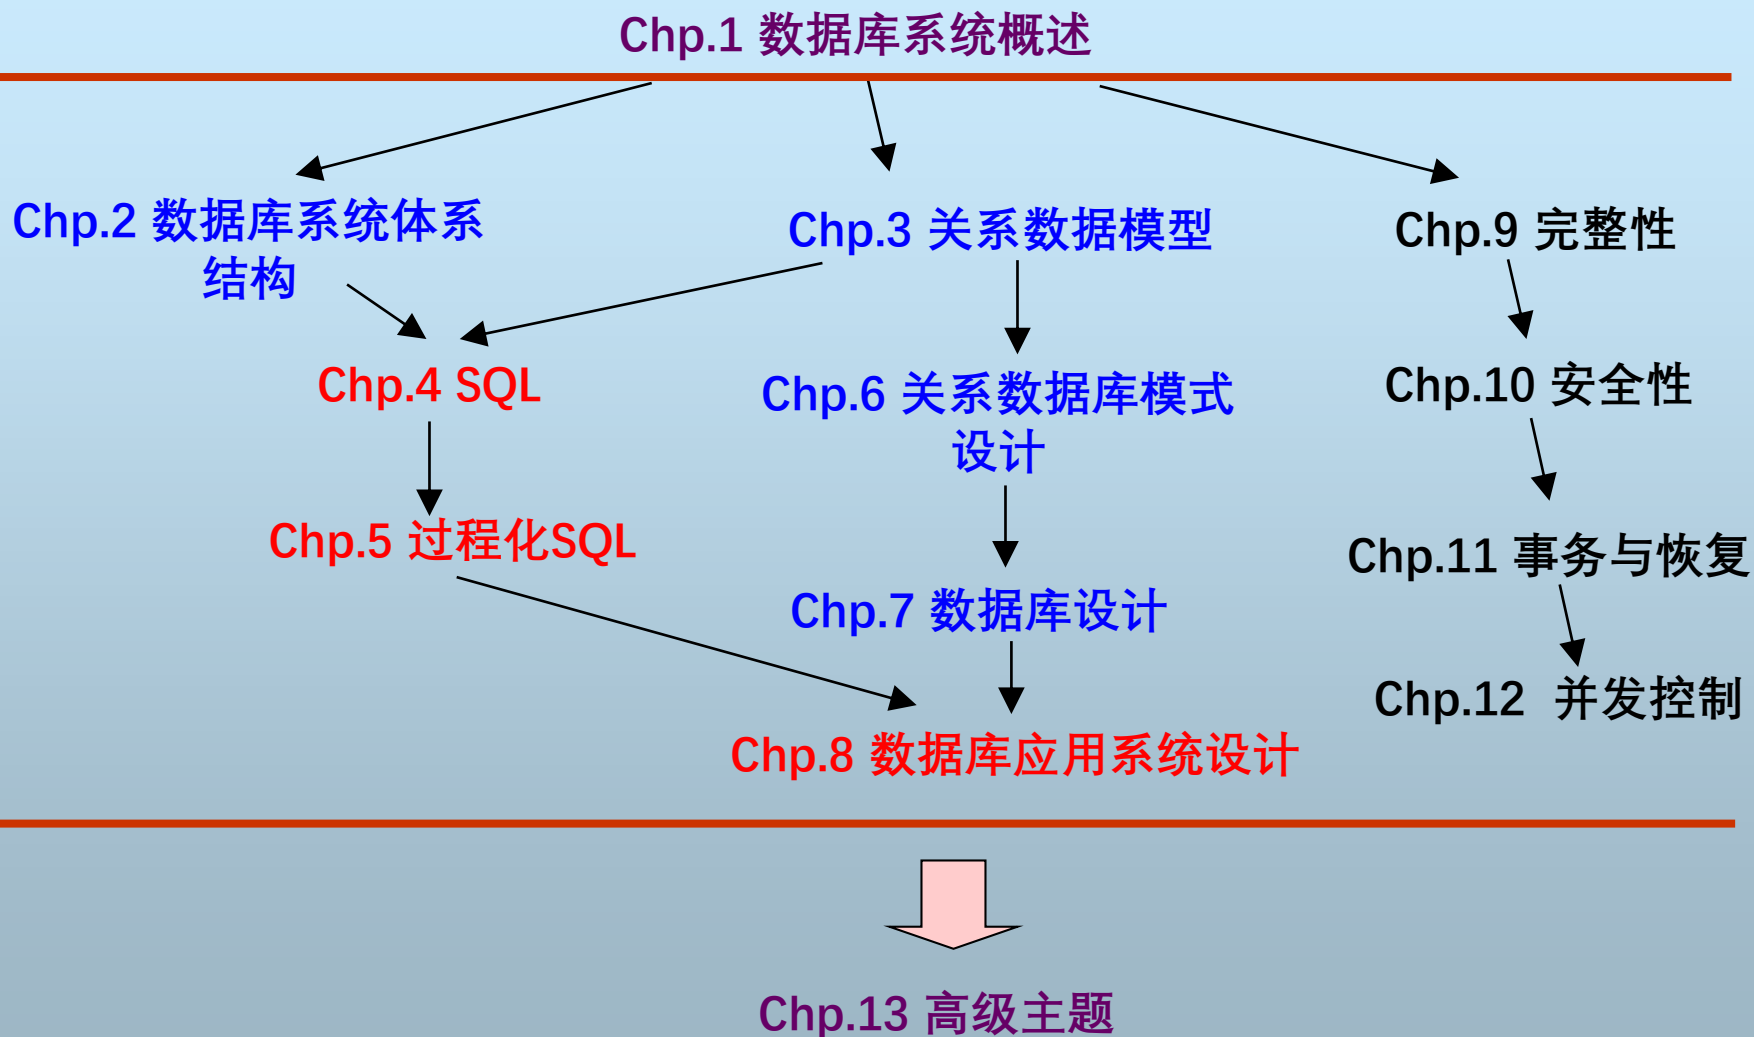 Chp.1 数据库系统概述
Chp.2 数据库系统体系
结构
Chp.3 关系数据模型
Chp.9 完整性
Chp.4 SQL
Chp.6 关系数据库模式
设计
Chp.10 安全性
Chp.5 过程化SQL
Chp.11 事务与恢复
Chp.7 数据库设计
Chp.12 并发控制
Chp.8 数据库应用系统设计
Chp.13 高级主题